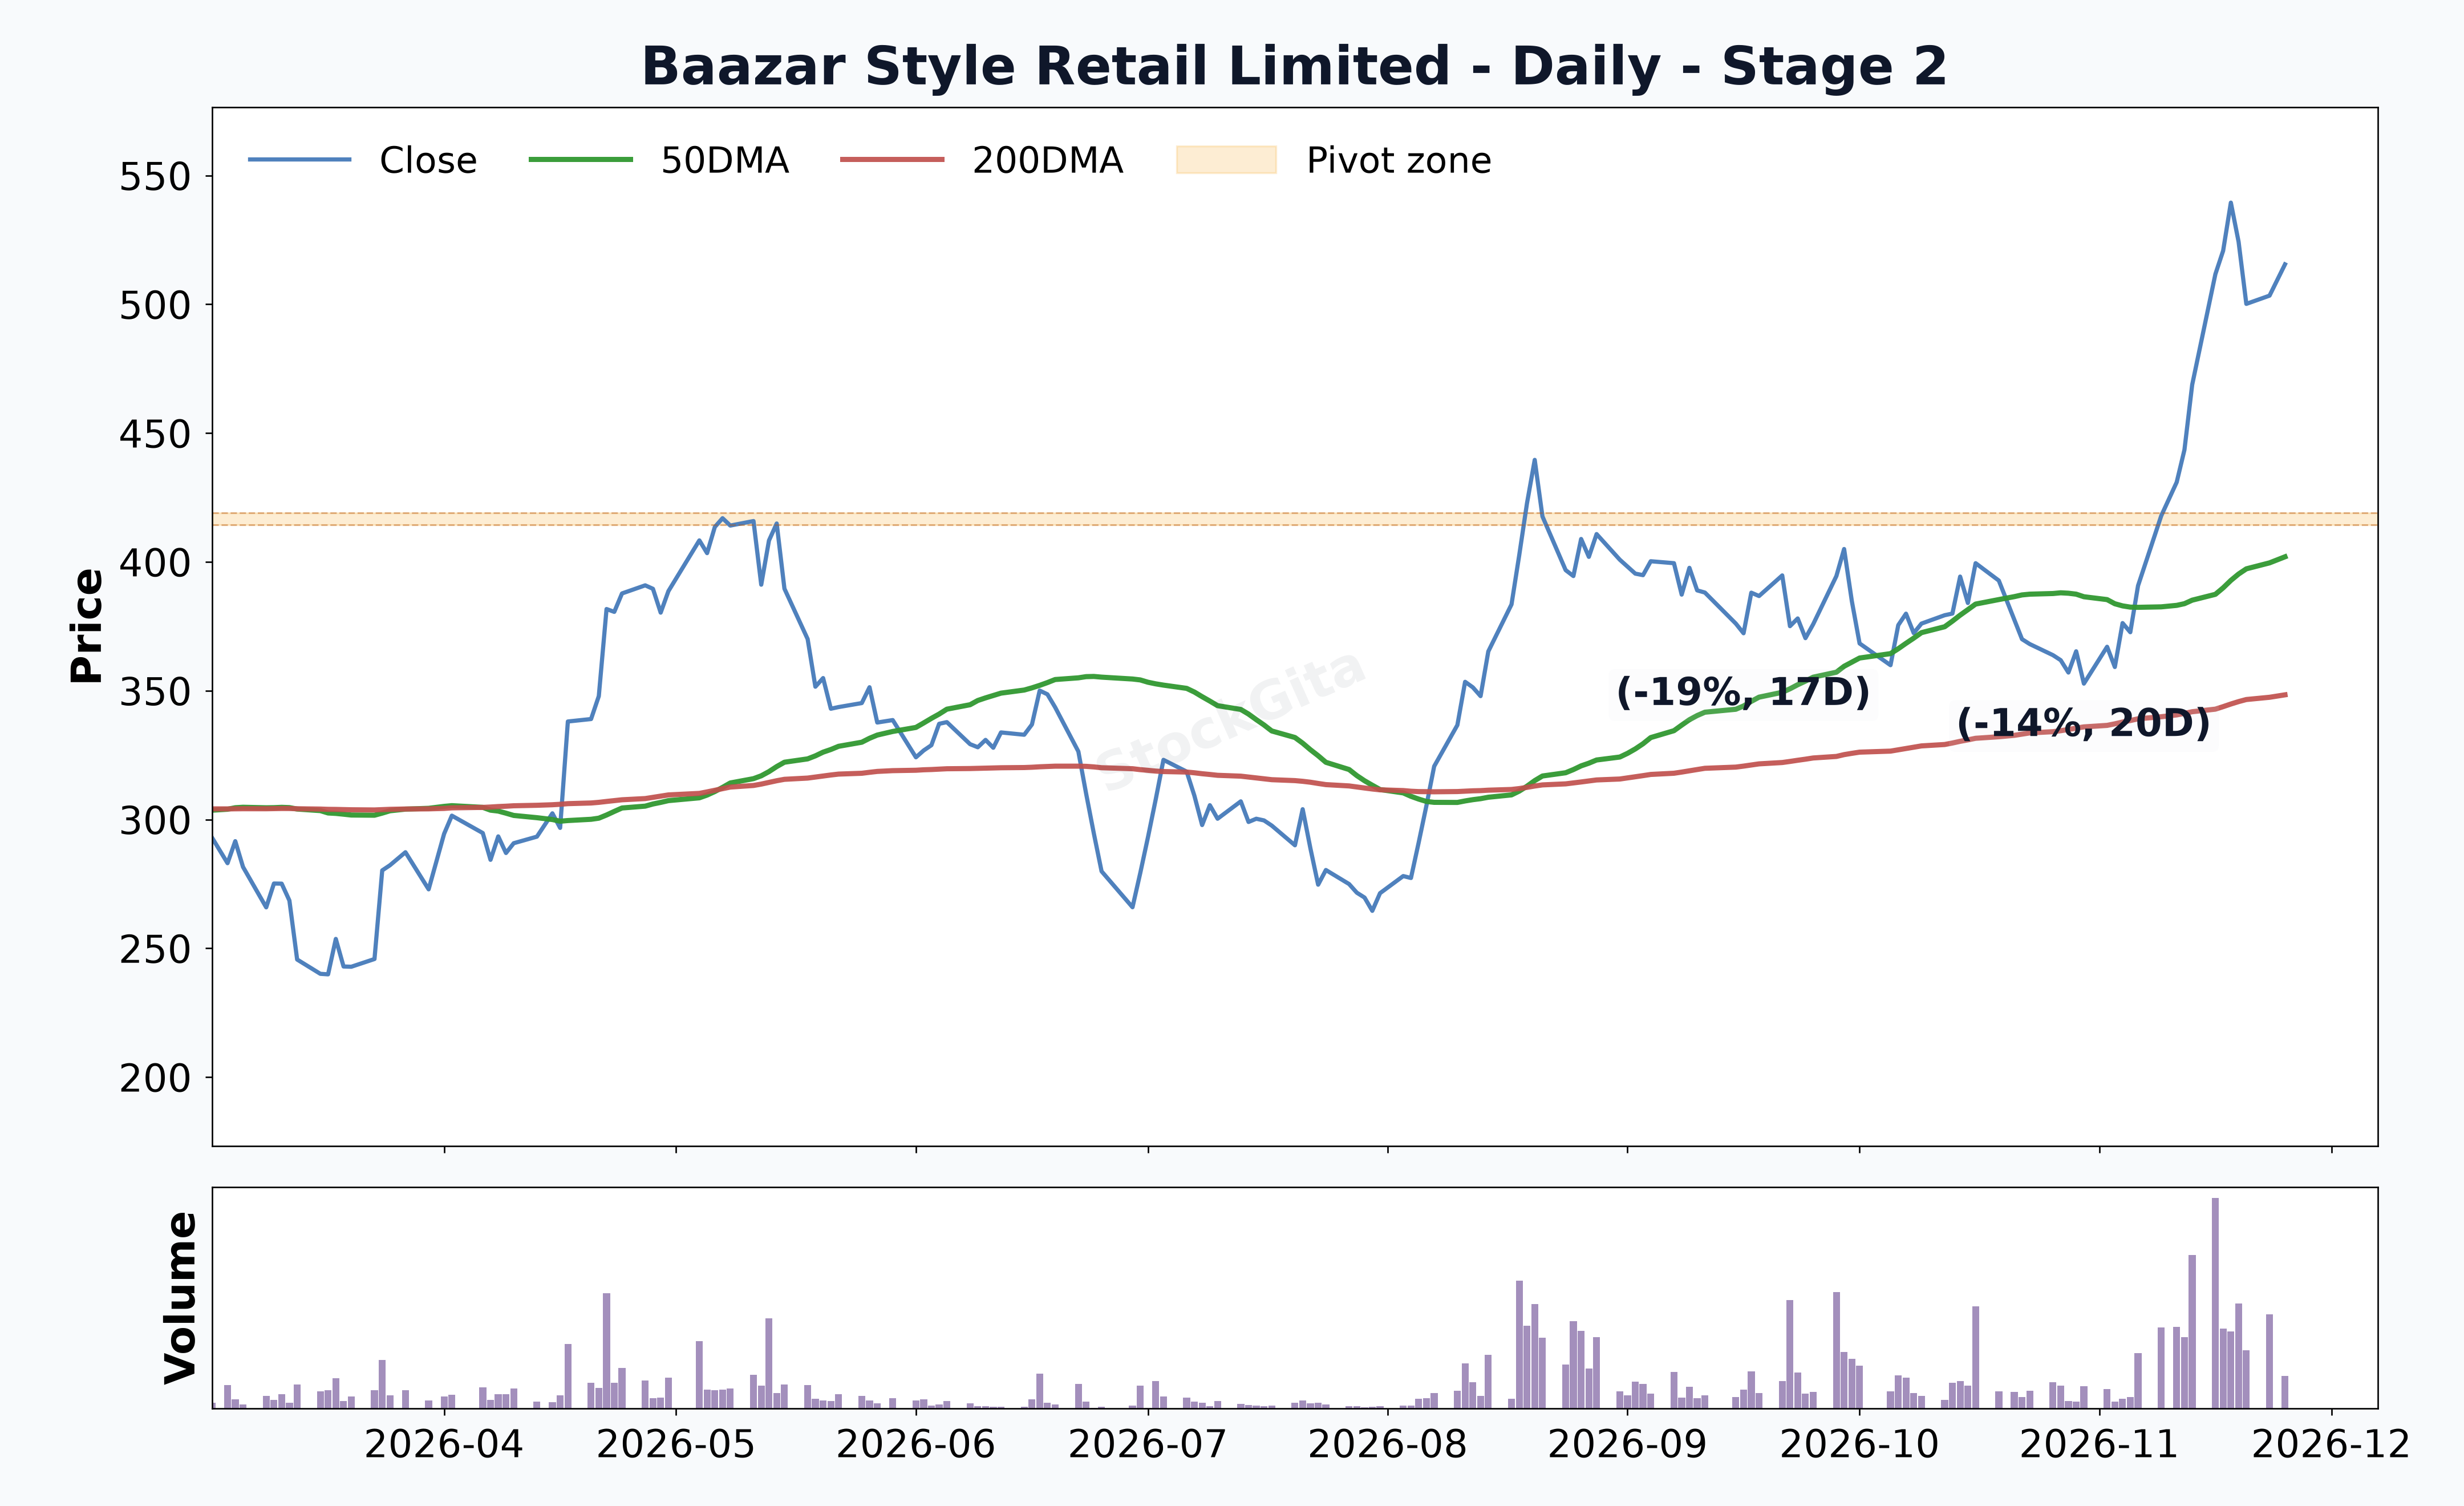 Baazar Style Retail Limited - Daily - Stage 2
Close 50DMA 200DMA Pivot zone
Price
550
500
450
400
350
300
250
200
StockGita
(-19%, 17D)
(-14%, 20D)
Volume
2026-04 2026-05 2026-06 2026-07 2026-08 2026-09 2026-10 2026-11 2026-12